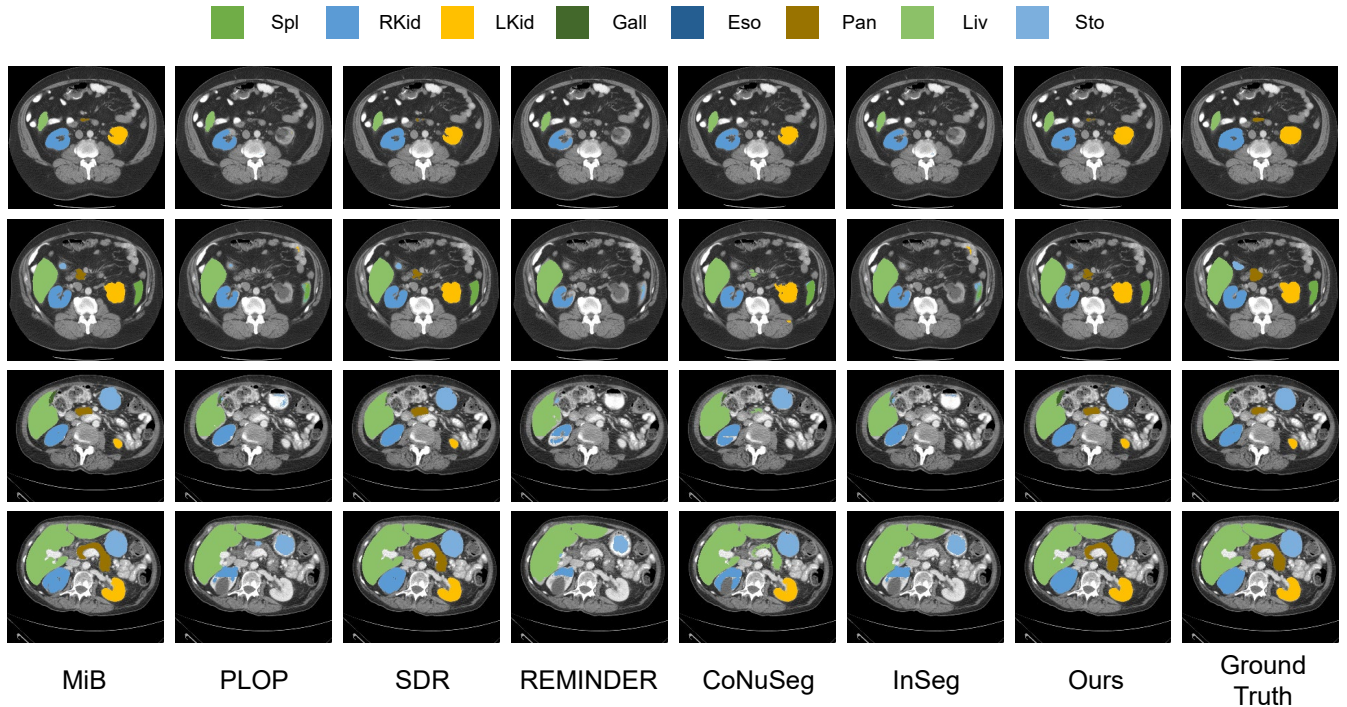 Spl RKid LKid Gall Eso Pan Liv Sto
MiB PLOP SDR REMINDER CoNuSeg InSeg Ours Ground
Truth